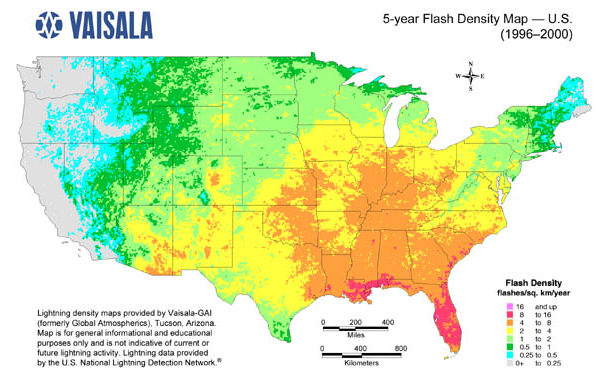 VAISALA
5-year Flash Density Map — U.S.
(1996–2000)
N
W E
S
Lightning density maps provided by Vaisala-GAI
(formerly Global Atmospherics), Tucson, Arizona.
Map is for general informational and educational
purposes only and is not indicative of current or
future lightning activity. Lightning data provided
by the U.S. National Lightning Detection Network.®
0 200 400
Miles
0 400 800
Kilometers
Flash Density
flashes/sq. km/year
16 and up
8 to 16
4 to 8
2 to 4
1 to 2
0.5 to 1
0.25 to 0.5
0+ to 0.25